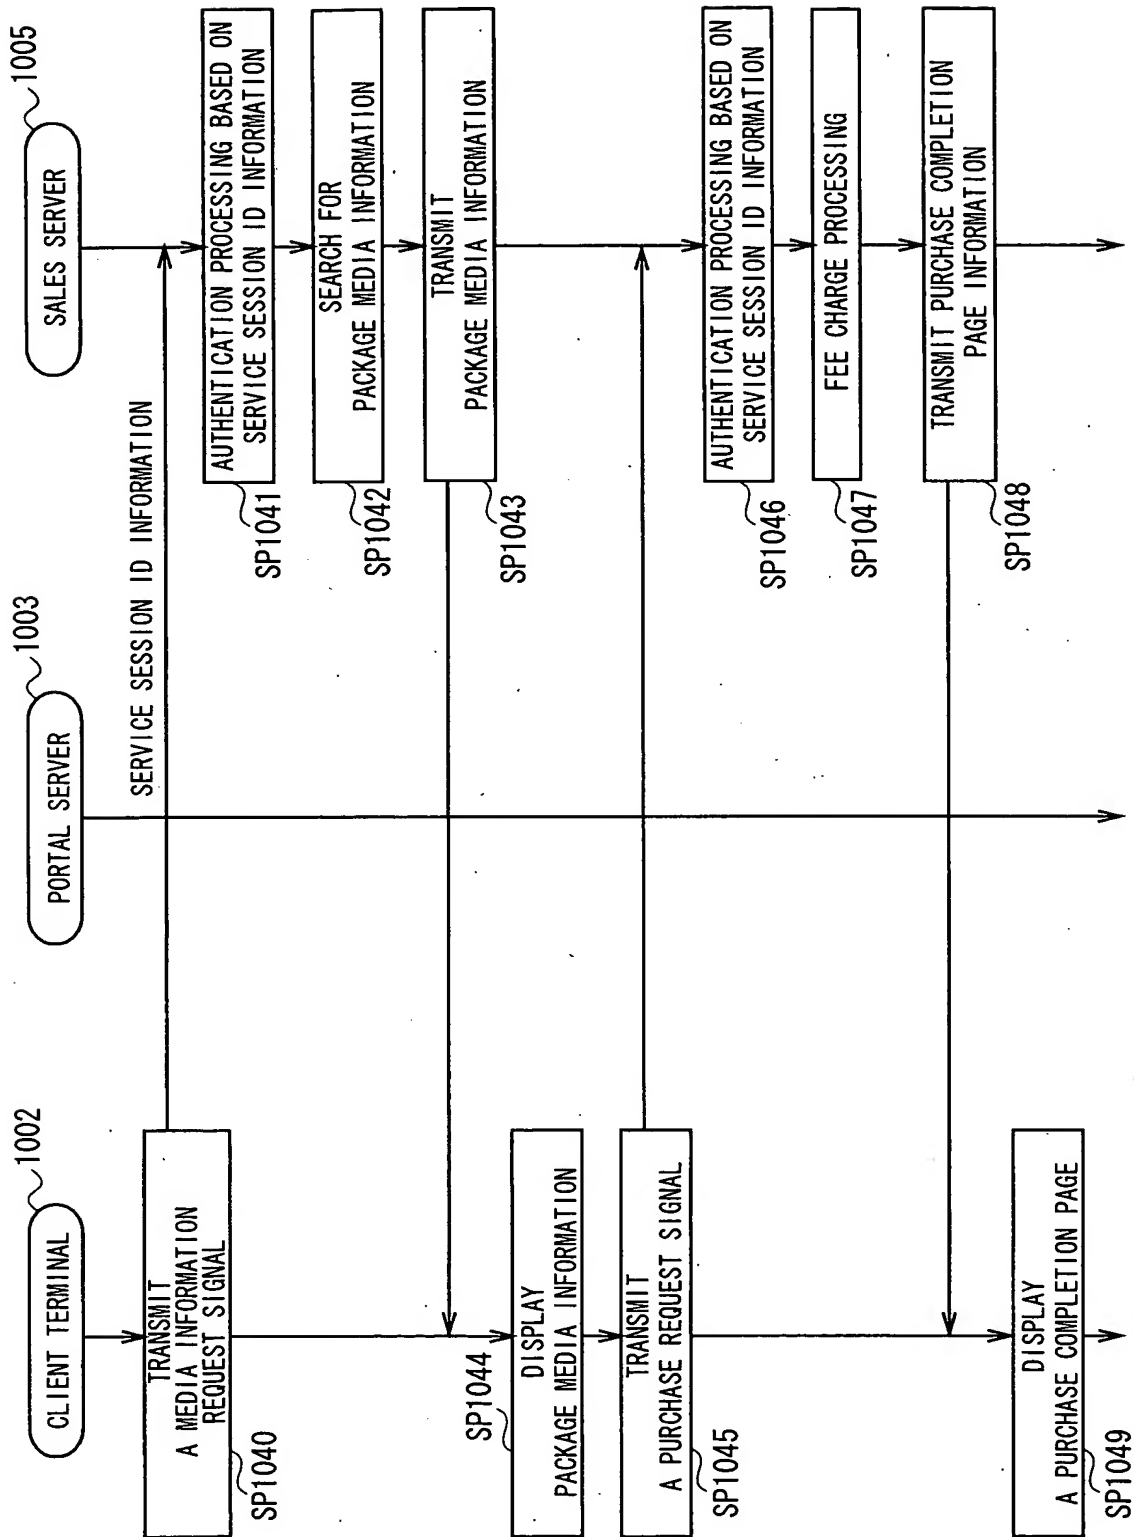 CLIENT TERMINAL
1002
PORTAL SERVER
1003
SALES SERVER
1005
TRANSMIT
A MEDIA INFORMATION
REQUEST SIGNAL
SP1040
SERVICE SESSION ID INFORMATION
AUTHENTICATION PROCESSING BASED ON
SERVICE SESSION ID INFORMATION
SP1041
SEARCH FOR
PACKAGE MEDIA INFORMATION
SP1042
TRANSMIT
PACKAGE MEDIA INFORMATION
SP1043
SP1044
DISPLAY
PACKAGE MEDIA INFORMATION
TRANSMIT
A PURCHASE REQUEST SIGNAL
SP1045
AUTHENTICATION PROCESSING BASED ON
SERVICE SESSION ID INFORMATION
SP1046
FEE CHARGE PROCESSING
SP1047
TRANSMIT PURCHASE COMPLETION
PAGE INFORMATION
SP1048
DISPLAY
A PURCHASE COMPLETION PAGE
SP1049